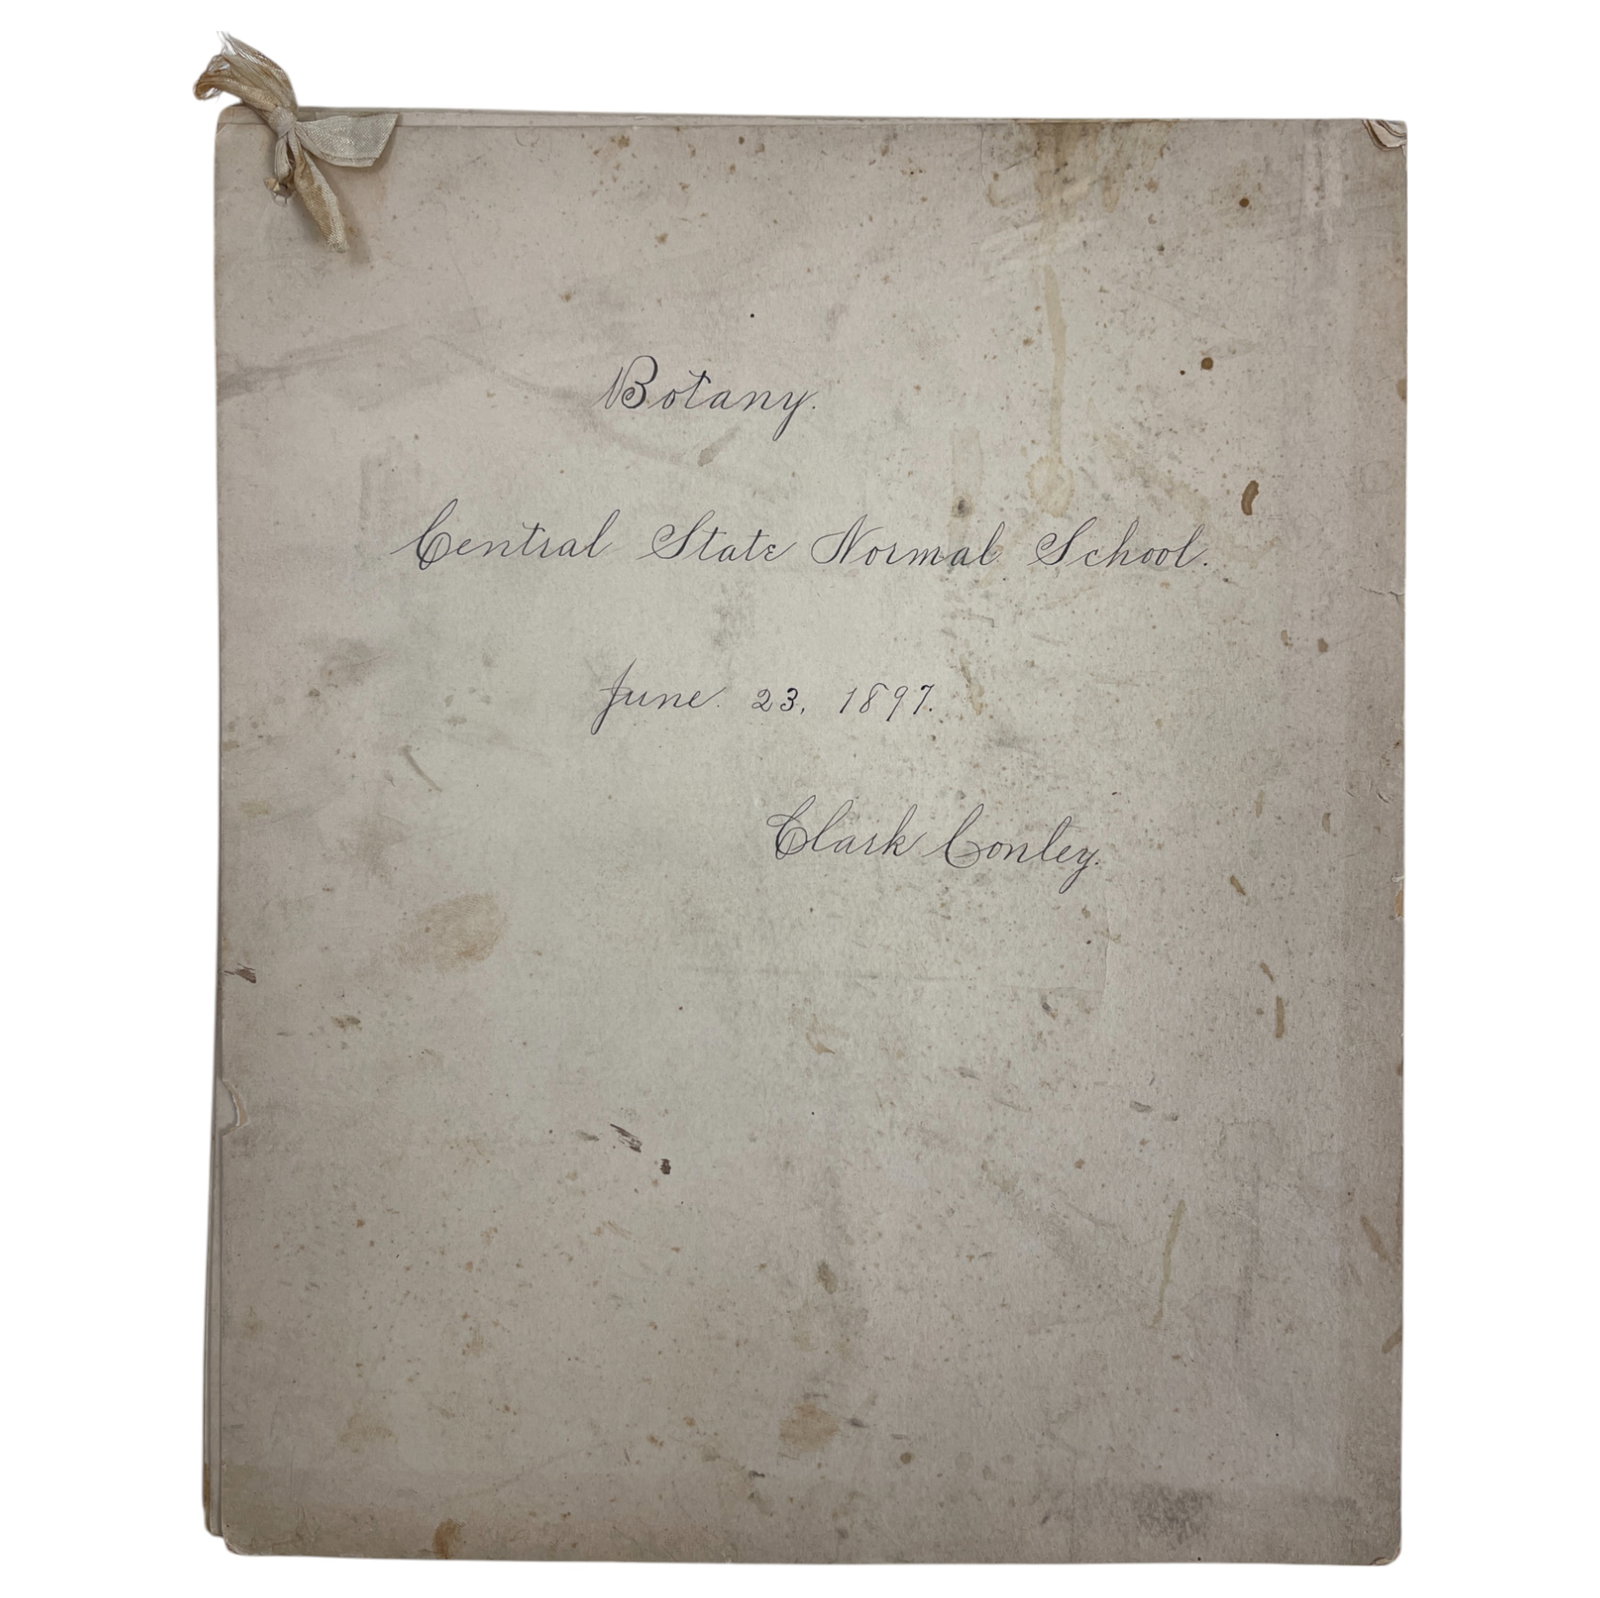 Botany.
Central State Normal School.
June 23, 1897.
Clark Conley.